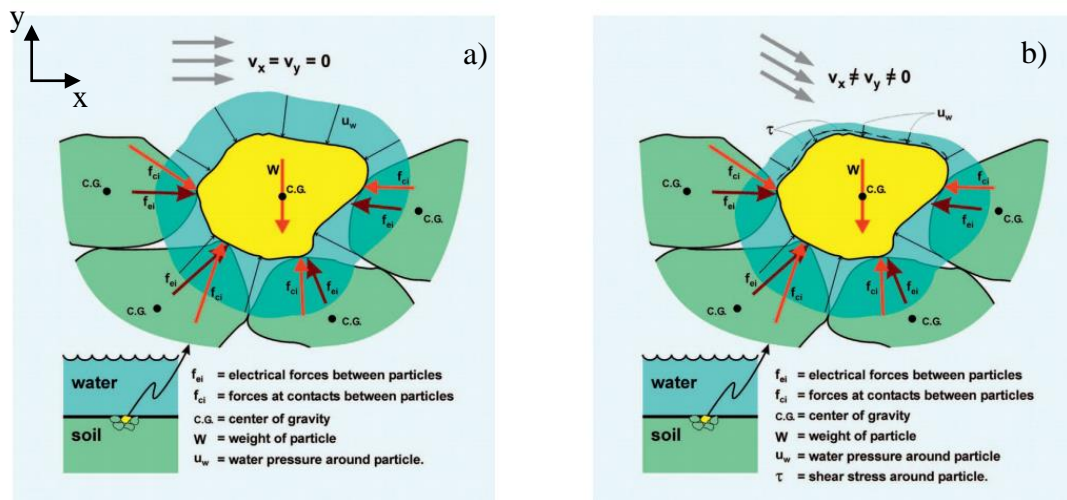 y
x
a)
v_x = v_y = 0
u_w
f_ci
C.G.
f_ei
W
C.G.
f_ci
f_ei
C.G.
f_ei
f_ci
C.G.
f_ci
f_ei
C.G.
water
soil
f_ei = electrical forces between particles
f_ci = forces at contacts between particles
C.G. = center of gravity
W = weight of particle
u_w = water pressure around particle.
b)
v_x ≠ v_y ≠ 0
τ
u_w
f_ci
C.G.
f_ei
W
C.G.
f_ci
f_ei
C.G.
f_ei
f_ci
C.G.
f_ci
f_ei
C.G.
water
soil
f_ei = electrical forces between particles
f_ci = forces at contacts between particles
C.G. = center of gravity
W = weight of particle
u_w = water pressure around particle
τ = shear stress around particle.